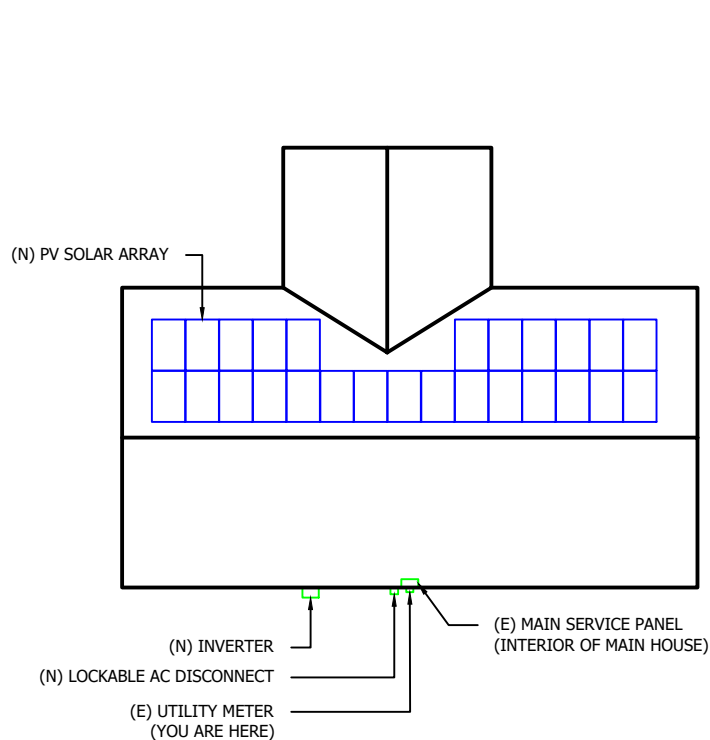 (N) PV SOLAR ARRAY
(N) INVERTER
(N) LOCKABLE AC DISCONNECT
(E) UTILITY METER
(YOU ARE HERE)
(E) MAIN SERVICE PANEL
(INTERIOR OF MAIN HOUSE)